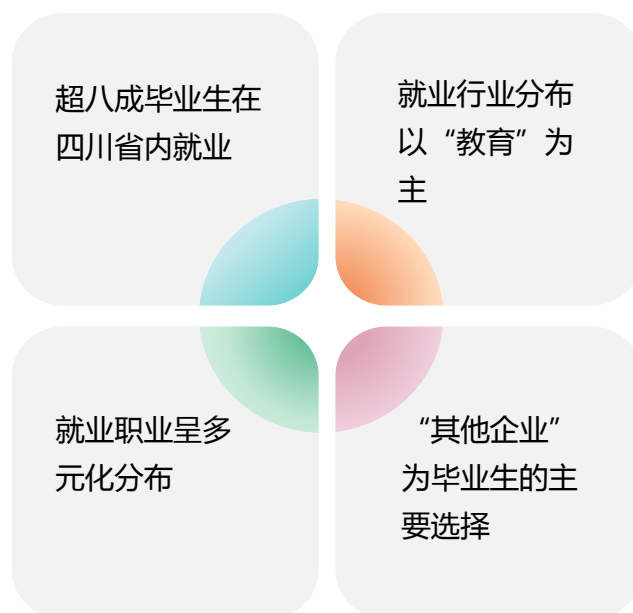 超八成毕业生在
四川省内就业
就业行业分布
以“教育”为
主
就业职业呈多
元化分布
“其他企业”
为毕业生的主
要选择